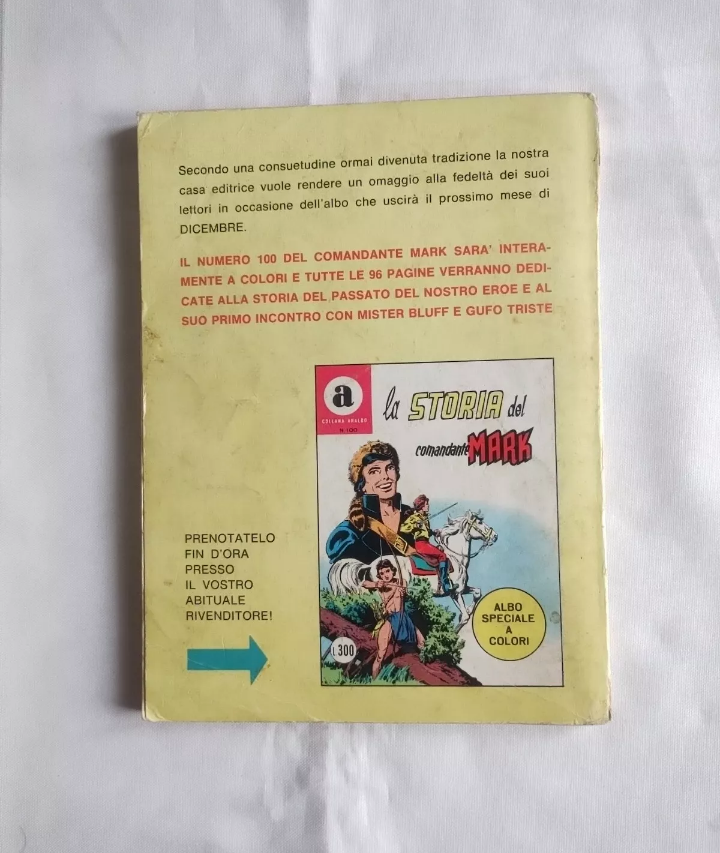 Secondo una consuetudine ormai divenuta tradizione la nostra
casa editrice vuole rendere un omaggio alla fedeltà dei suoi
lettori in occasione dell'albo che uscirà il prossimo mese di
DICEMBRE.
IL NUMERO 100 DEL COMANDANTE MARK SARA' INTERA-
MENTE A COLORI E TUTTE LE 96 PAGINE VERRANNO DEDI-
CATE ALLA STORIA DEL PASSATO DEL NOSTRO EROE E AL
SUO PRIMO INCONTRO CON MISTER BLUFF E GUFO TRISTE
a
COLLANA ARALDO
N. 100
la STORIA del
comandante MARK
PRENOTATELO
FIN D'ORA
PRESSO
IL VOSTRO
ABITUALE
RIVENDITORE!
ALBO
SPECIALE
A
COLORI
L.300